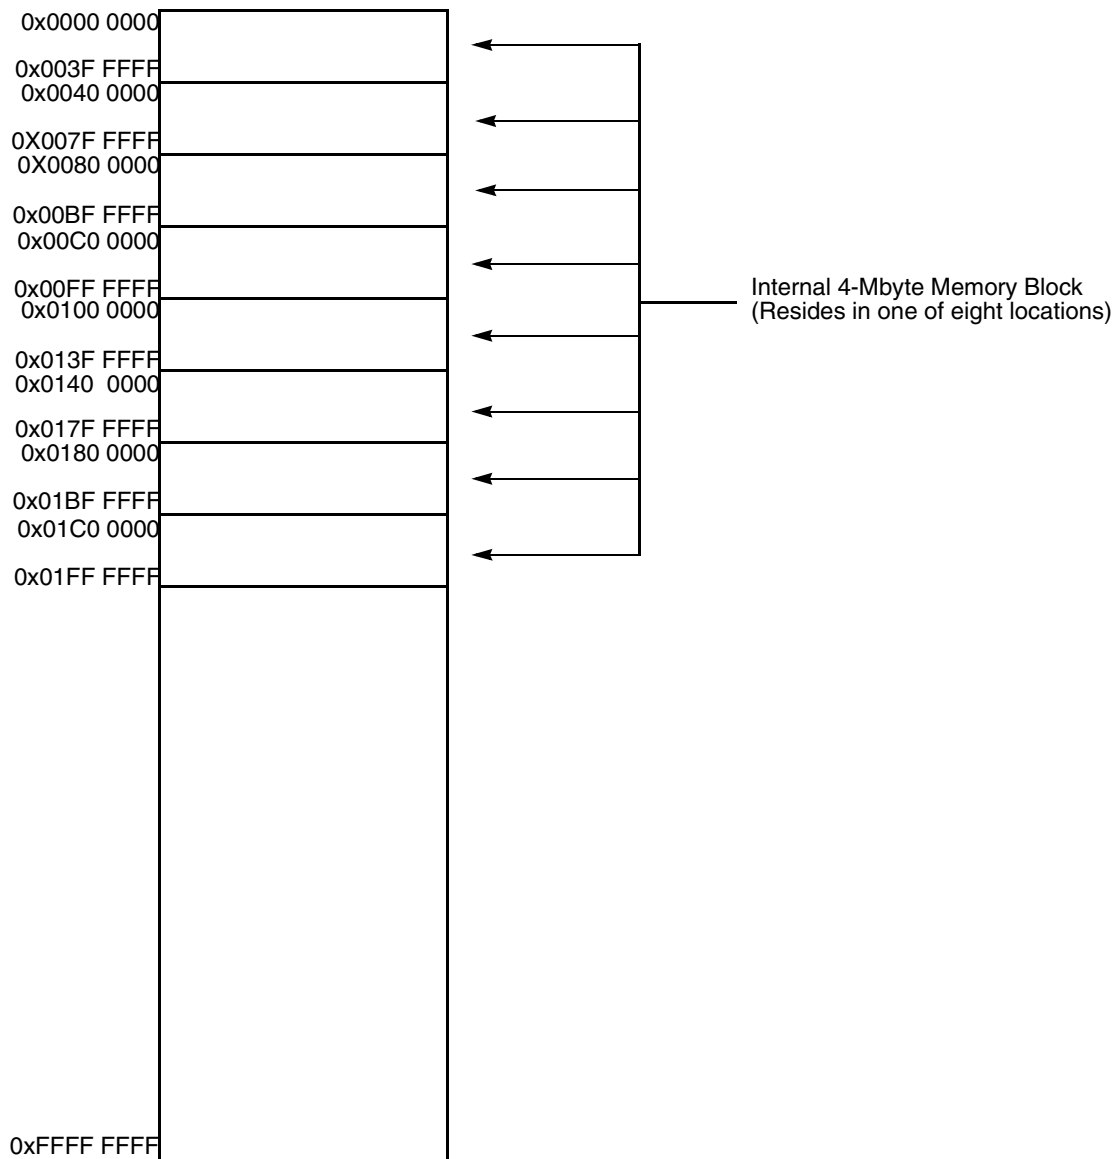 0x0000 0000
0x003F FFFF
0x0040 0000
0X007F FFFF
0X0080 0000
0x00BF FFFF
0x00C0 0000
0x00FF FFFF
0x0100 0000
0x013F FFFF
0x0140  0000
0x017F FFFF
0x0180 0000
0x01BF FFFF
0x01C0 0000
0x01FF FFFF
0xFFFF FFFF
Internal 4-Mbyte Memory Block
(Resides in one of eight locations)